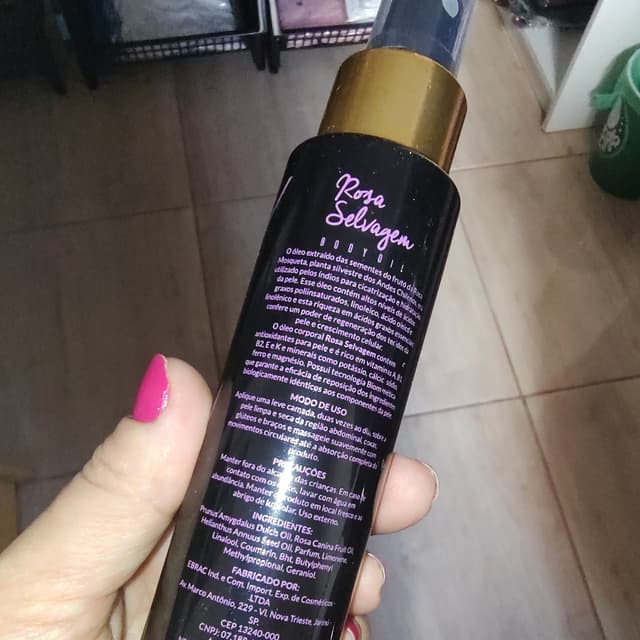 Rosa
Selvagem
BODY OIL
O óleo extraído das sementes do fruto da Rosa
Mosqueta, planta silvestre dos Andes Chilenos
utilizado pelos índios para cicatrização e hidratação
da pele. Esse óleo contém altos níveis de ácidos
graxos poliinsaturados, linoleico, ácido oleico
linolênico e esta riqueza em ácidos graxos essenciais
confere um poder de regeneração dos tecidos da
pele e crescimento celular.
O óleo corporal Rosa Selvagem contém
antioxidantes para pele e é rico em vitaminas A, B1,
B2, E e K e minerais como potássio, cálcio,
ferro e magnésio. Possui tecnologia
que garante a eficácia de reposição dos ingredientes
biologicamente idênticos aos componentes da pele.
MODO DE USO
Aplique uma leve camada, duas vezes ao dia, sobre a
pele limpa e seca da região abdominal, coxas,
glúteos e braços e massageie suavemente com
movimentos circulares até a absorção completa do
produto.
PRECAUÇÕES
Manter fora do alcance das crianças. Em caso de
contato com os olhos, lavar com água em
abundância. Manter o produto em local fresco e ao
abrigo de luz solar. Uso externo.
INGREDIENTES:
Prunus Amygdalus Dulcis Oil, Rosa Canina Fruit Oil,
Helianthus Annuus Seed Oil, Parfum, Limonene,
Linalool, Coumarin, Bht, Butylphenyl
Methylpropional, Geraniol.
FABRICADO POR:
EBRAC Ind. e Com. Import. Exp. de Cosméticos
LTDA
Av. Marco Antônio, 229 - Vl. Nova Trieste, Jarinú -
SP.
CEP 13240-000
CNPJ: 07.188